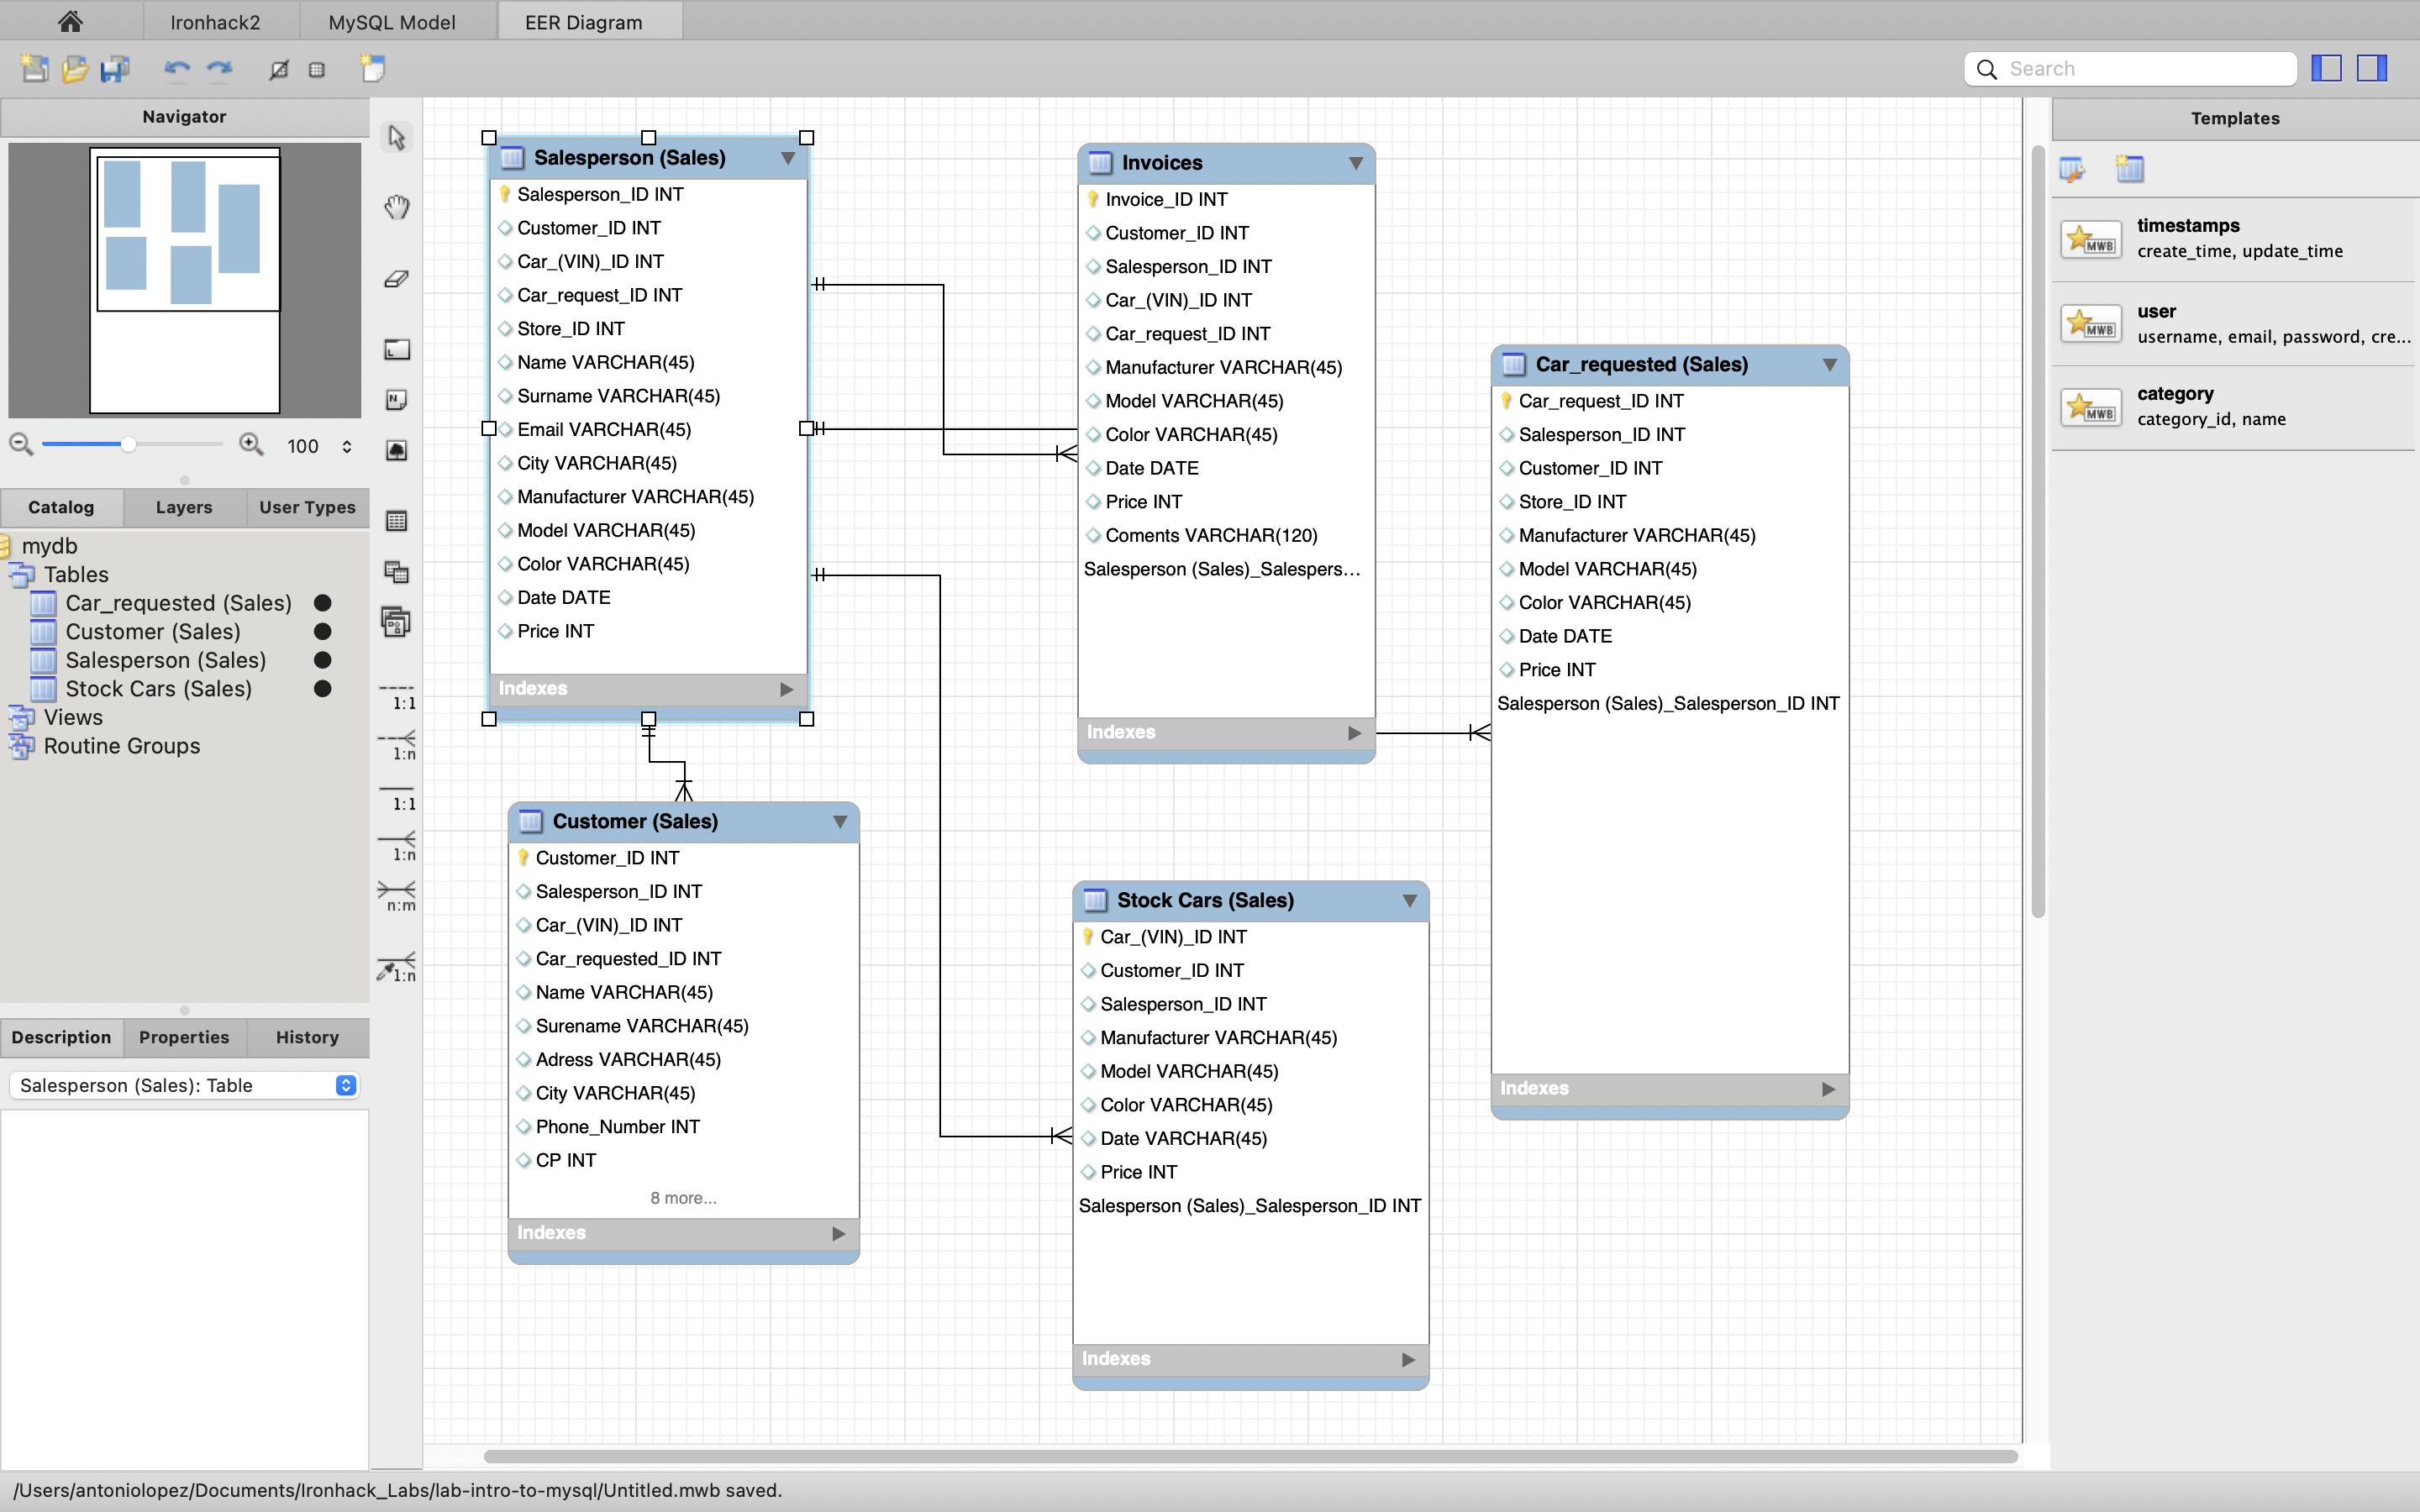 Ironhack2
MySQL Model
EER Diagram
Search
Navigator
100
Catalog
Layers
User Types
mydb
Tables
Car_requested (Sales)
Customer (Sales)
Salesperson (Sales)
Stock Cars (Sales)
Views
Routine Groups
Description
Properties
History
Salesperson (Sales): Table
1:1
1:n
1:1
1:n
n:m
1:n
Salesperson (Sales)
Salesperson_ID INT
Customer_ID INT
Car_(VIN)_ID INT
Car_request_ID INT
Store_ID INT
Name VARCHAR(45)
Surname VARCHAR(45)
Email VARCHAR(45)
City VARCHAR(45)
Manufacturer VARCHAR(45)
Model VARCHAR(45)
Color VARCHAR(45)
Date DATE
Price INT
Indexes
Customer (Sales)
Customer_ID INT
Salesperson_ID INT
Car_(VIN)_ID INT
Car_requested_ID INT
Name VARCHAR(45)
Surename VARCHAR(45)
Adress VARCHAR(45)
City VARCHAR(45)
Phone_Number INT
CP INT
8 more...
Indexes
Invoices
Invoice_ID INT
Customer_ID INT
Salesperson_ID INT
Car_(VIN)_ID INT
Car_request_ID INT
Manufacturer VARCHAR(45)
Model VARCHAR(45)
Color VARCHAR(45)
Date DATE
Price INT
Coments VARCHAR(120)
Salesperson (Sales)_Salespers...
Indexes
Stock Cars (Sales)
Car_(VIN)_ID INT
Customer_ID INT
Salesperson_ID INT
Manufacturer VARCHAR(45)
Model VARCHAR(45)
Color VARCHAR(45)
Date VARCHAR(45)
Price INT
Salesperson (Sales)_Salesperson_ID INT
Indexes
Car_requested (Sales)
Car_request_ID INT
Salesperson_ID INT
Customer_ID INT
Store_ID INT
Manufacturer VARCHAR(45)
Model VARCHAR(45)
Color VARCHAR(45)
Date DATE
Price INT
Salesperson (Sales)_Salesperson_ID INT
Indexes
Templates
MWB
timestamps
create_time, update_time
MWB
user
username, email, password, cre...
MWB
category
category_id, name
/Users/antoniolopez/Documents/Ironhack_Labs/lab-intro-to-mysql/Untitled.mwb saved.